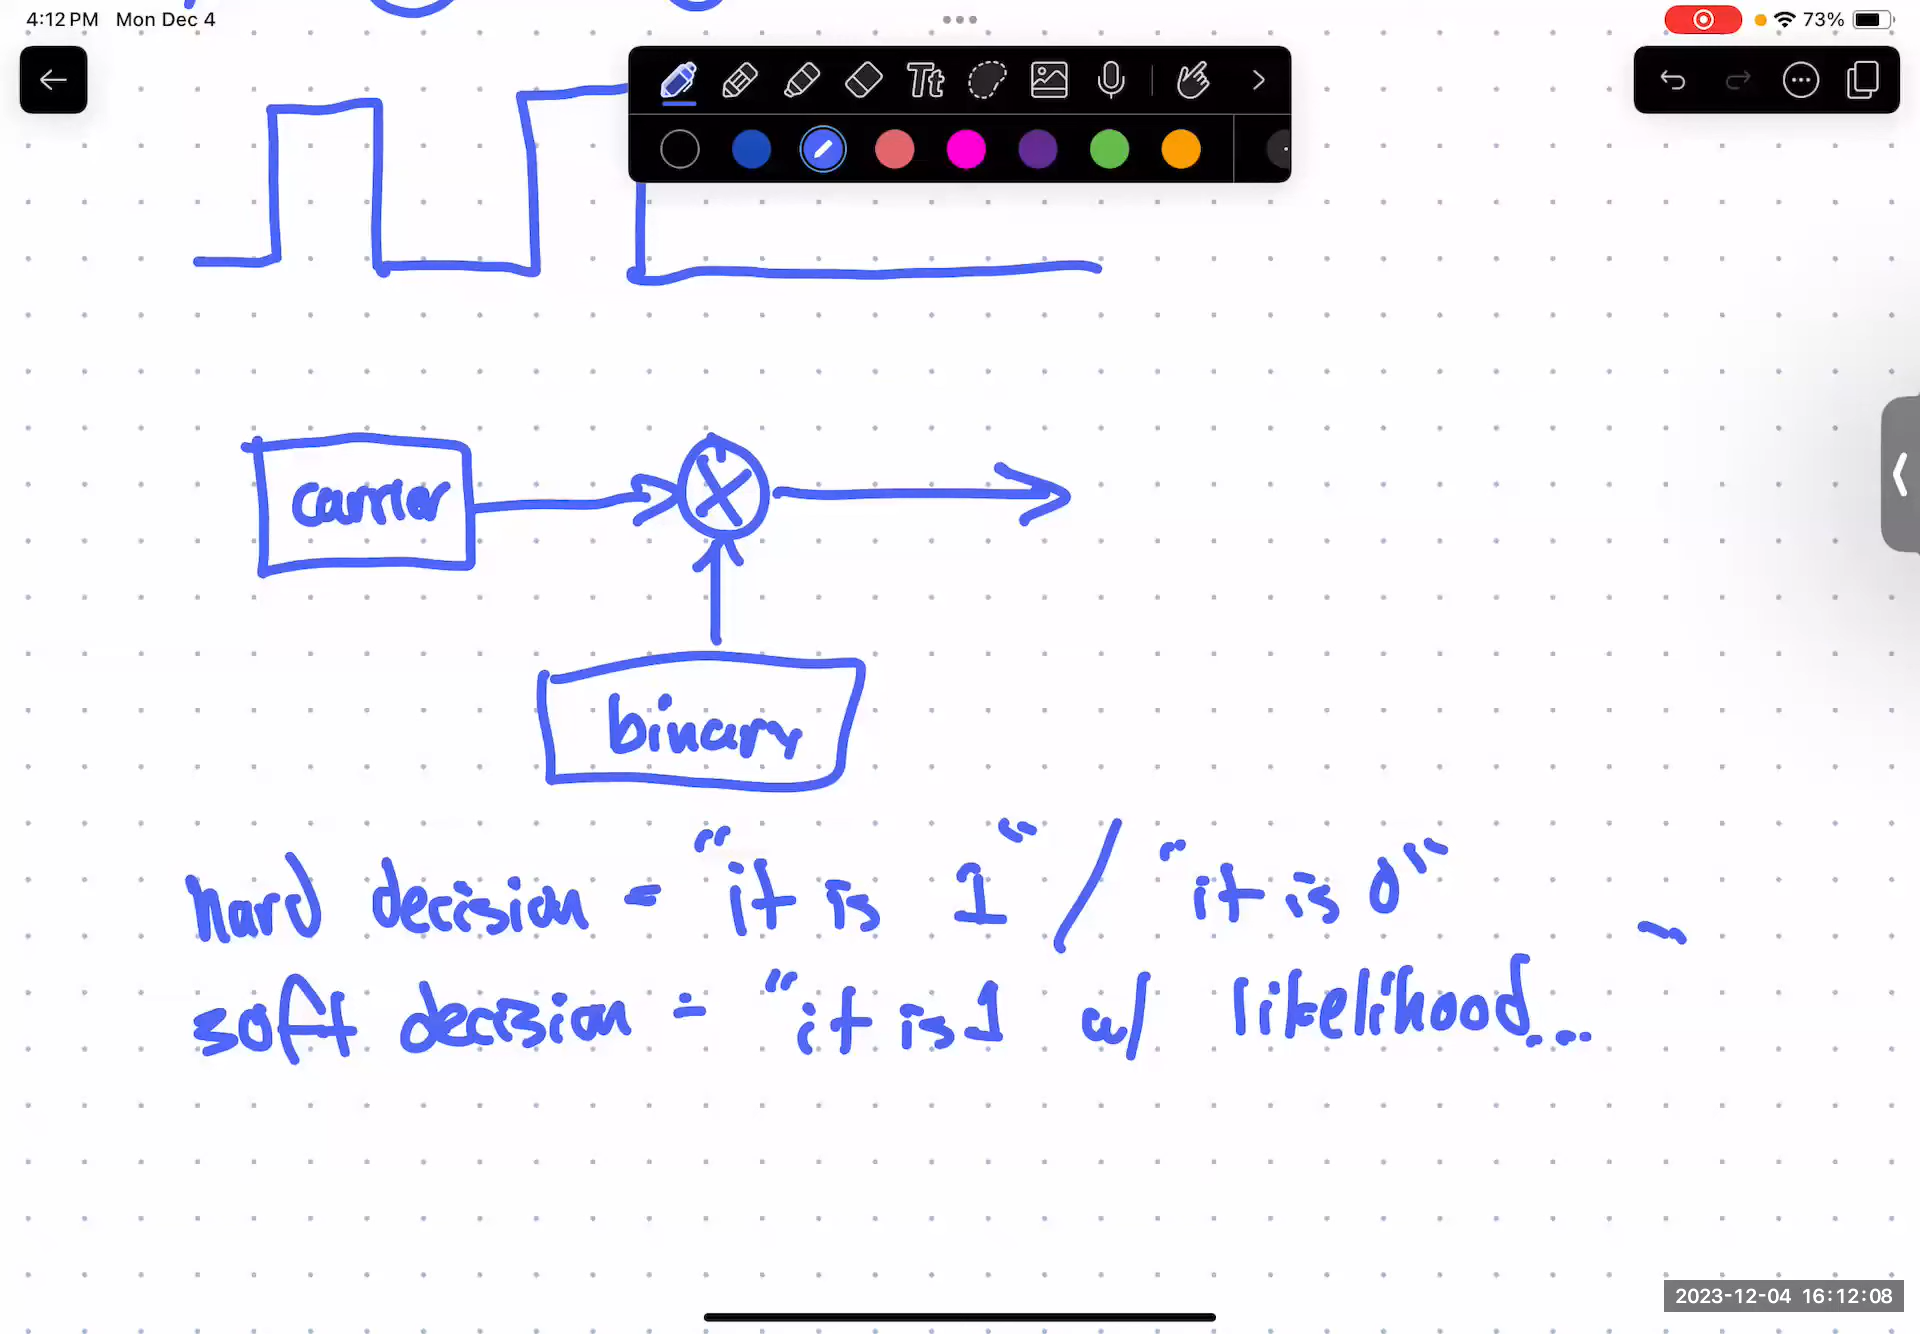 4:12 PM Mon Dec 4
73%
Tt
carrier
binary
hard decision = "it is 1" / "it is 0"
soft decision = "it is 1 w/ likelihood...
2023-12-04 16:12:08